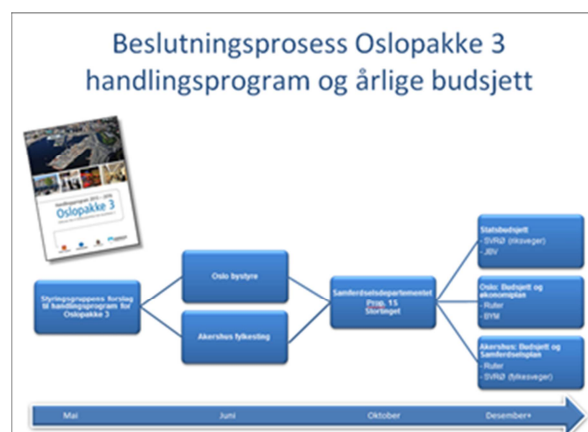 Beslutningsprosess Oslopakke 3
handlingsprogram og årlige budsjett
Handlingsprogram
Oslopakke 3
Styringsgruppens forslag
til handlingsprogram for
Oslopakke 3
Oslo bystyre
Akershus fylkesting
Samferdselsdepartementet
Prop. 1S
Stortinget
Statsbudsjett
- SVRØ (riksveger)
- JBV
Oslo: Budsjett og
økonomiplan
- Ruter
- BYM
Akershus: Budsjett og
Samferdselsplan
- Ruter
- SVRØ (fylkesveger)
Mai
Juni
Oktober
Desember+